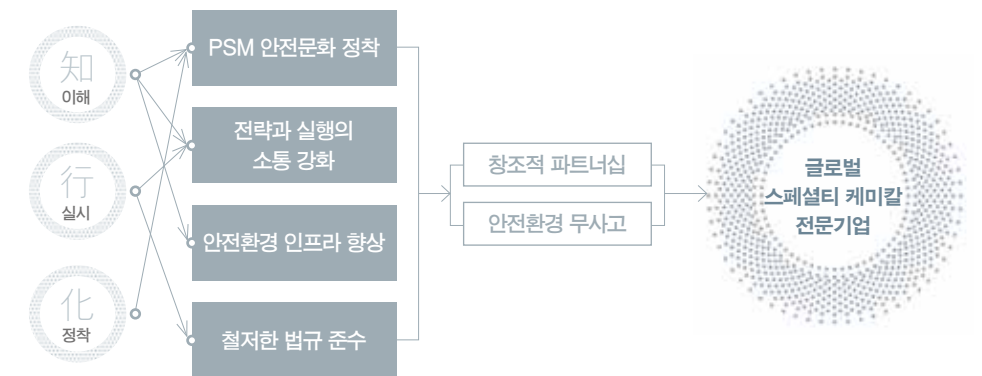 知
이해
行
실시
化
정착
PSM 안전문화 정착
전략과 실행의
소통 강화
안전환경 인프라 향상
철저한 법규 준수
창조적 파트너십
안전환경 무사고
글로벌
스페셜티 케미칼
전문기업